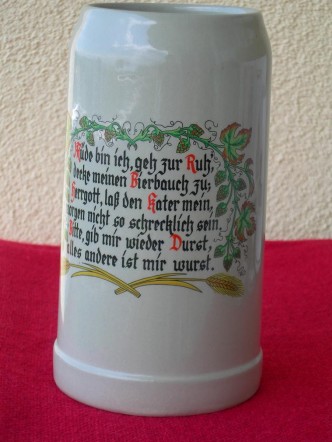 Müde bin ich, geh zur Ruh,
decke meinen Bierbauch zu;
Herrgott, laß den Kater mein,
morgen nicht so schrecklich sein.
Bitte, gib mir wieder Durst,
alles andere ist mir wurst.